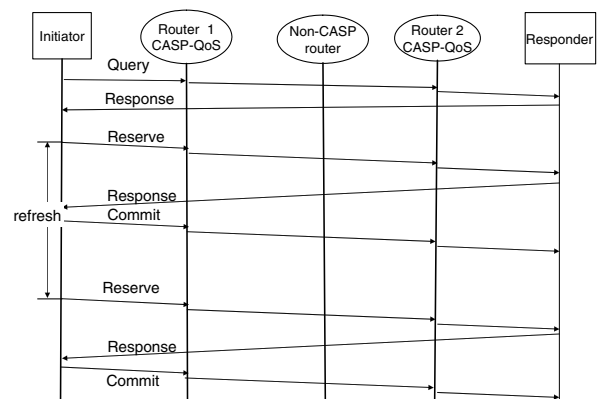 Initiator
Router 1
CASP-QoS
Non-CASP
router
Router 2
CASP-QoS
Responder
Query
Response
Reserve
Response
refresh
Commit
Reserve
Response
Commit